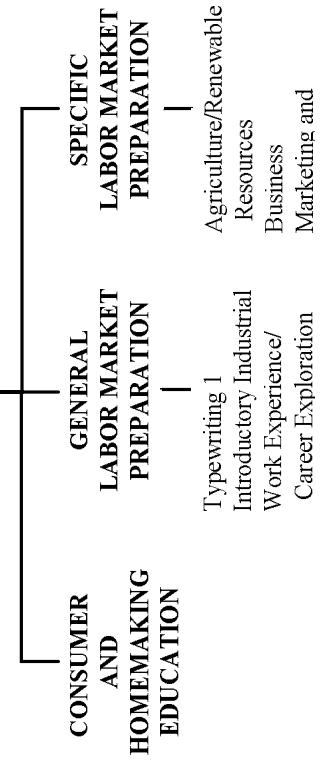 CONSUMER
AND
HOMEMAKING
EDUCATION
GENERAL
LABOR MARKET
PREPARATION
Typewriting 1
Introductory Industrial
Work Experience/
Career Exploration
SPECIFIC
LABOR MARKET
PREPARATION
Agriculture/Renewable
Resources
Business
Marketing and